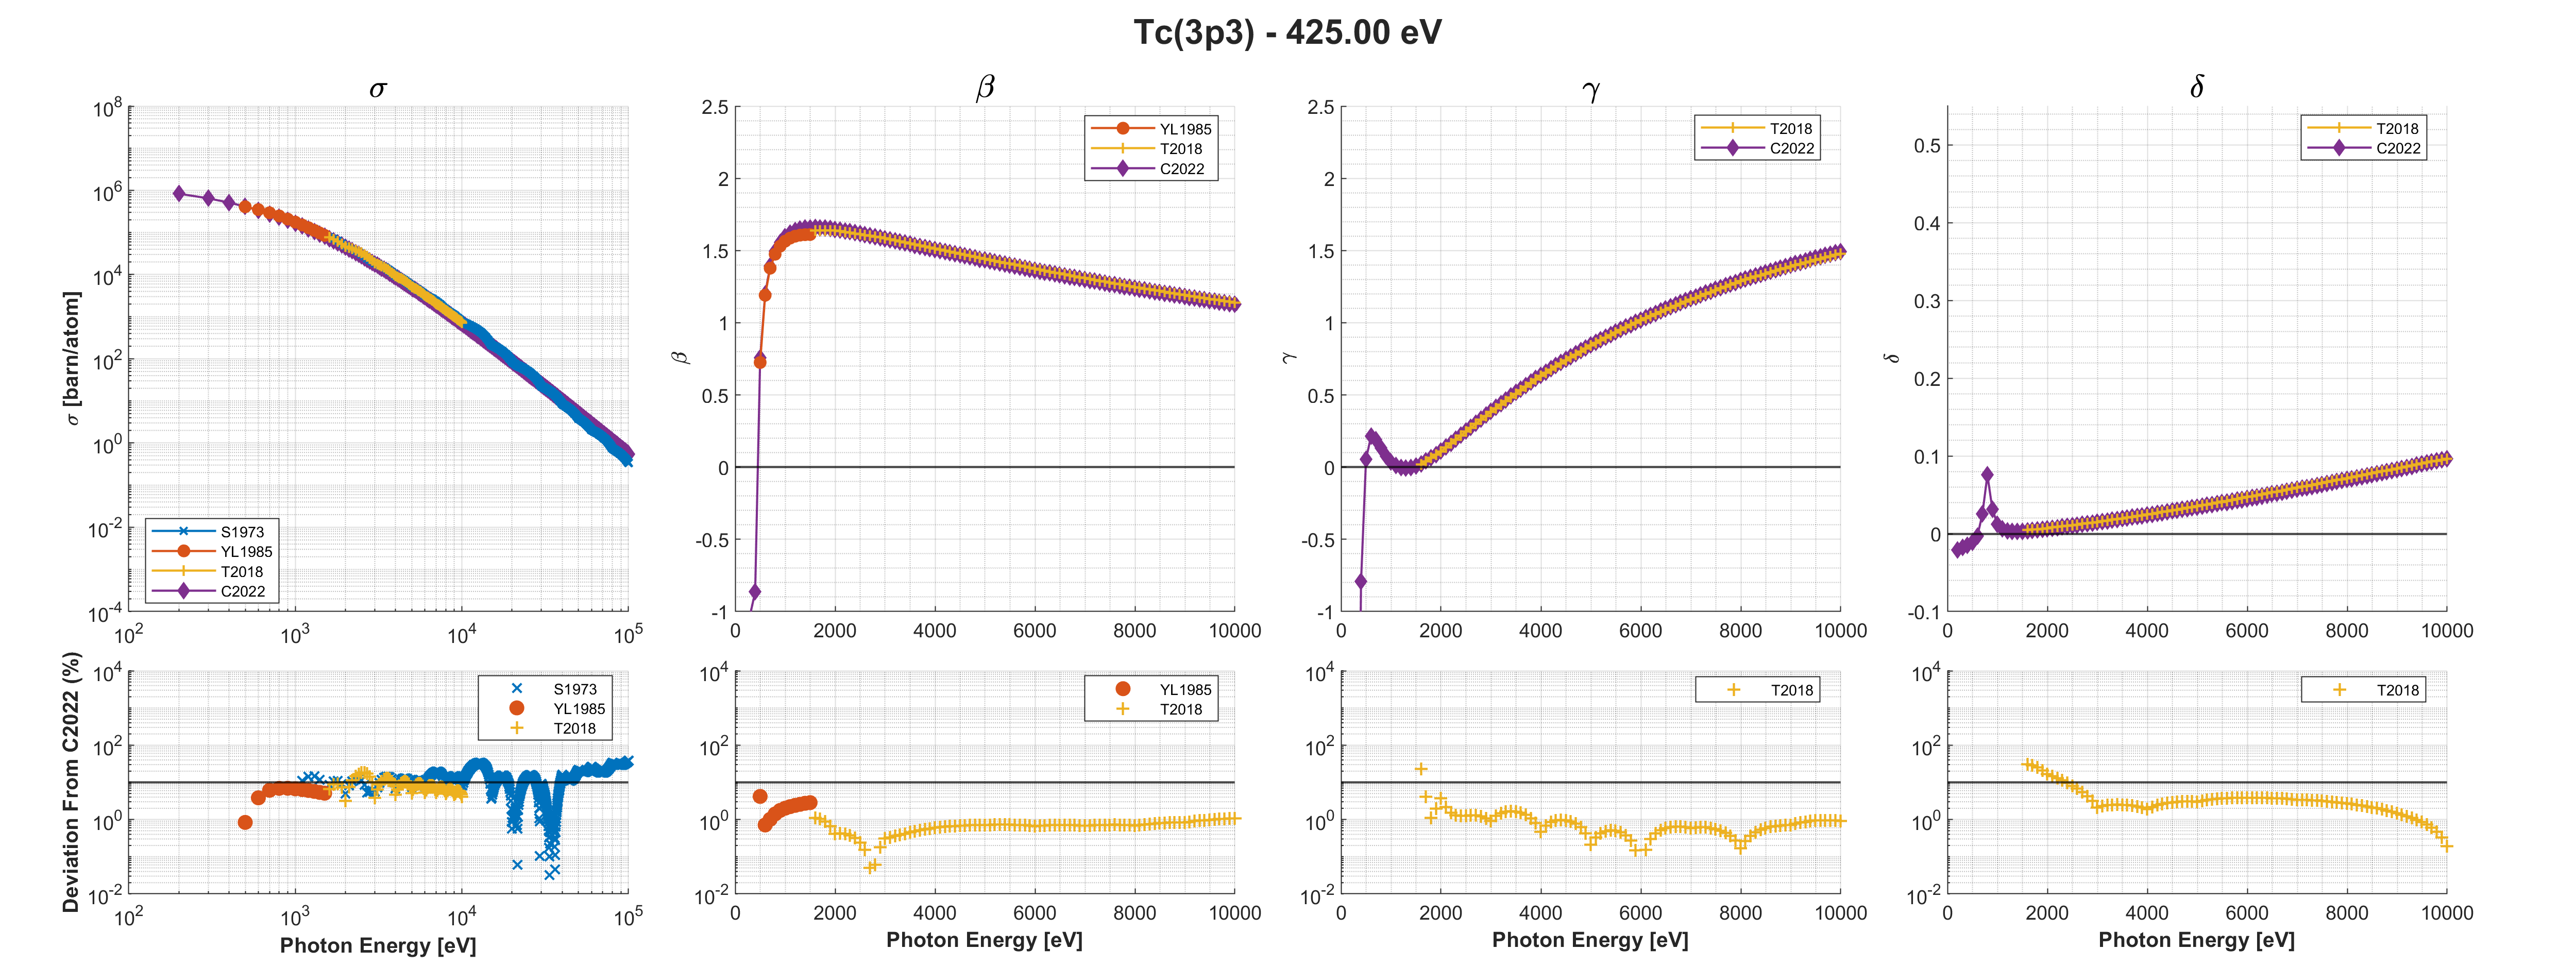 Tc(3p3) - 425.00 eV
σ
β
γ
δ
10^8
10^6
10^4
10^2
10^0
10^-2
10^-4
σ [barn/atom]
S1973
YL1985
T2018
C2022
10^2
10^3
10^4
10^5
2.5
2
1.5
1
0.5
0
-0.5
-1
β
YL1985
T2018
C2022
0
2000
4000
6000
8000
10000
2.5
2
1.5
1
0.5
0
-0.5
-1
γ
T2018
C2022
0
2000
4000
6000
8000
10000
0.5
0.4
0.3
0.2
0.1
0
-0.1
δ
T2018
C2022
0
2000
4000
6000
8000
10000
Deviation From C2022 (%)
10^4
10^2
10^0
10^-2
S1973
YL1985
T2018
10^2
10^3
10^4
10^5
Photon Energy [eV]
10^4
10^2
10^0
10^-2
YL1985
T2018
0
2000
4000
6000
8000
10000
Photon Energy [eV]
10^4
10^2
10^0
10^-2
T2018
0
2000
4000
6000
8000
10000
Photon Energy [eV]
10^4
10^2
10^0
10^-2
T2018
0
2000
4000
6000
8000
10000
Photon Energy [eV]